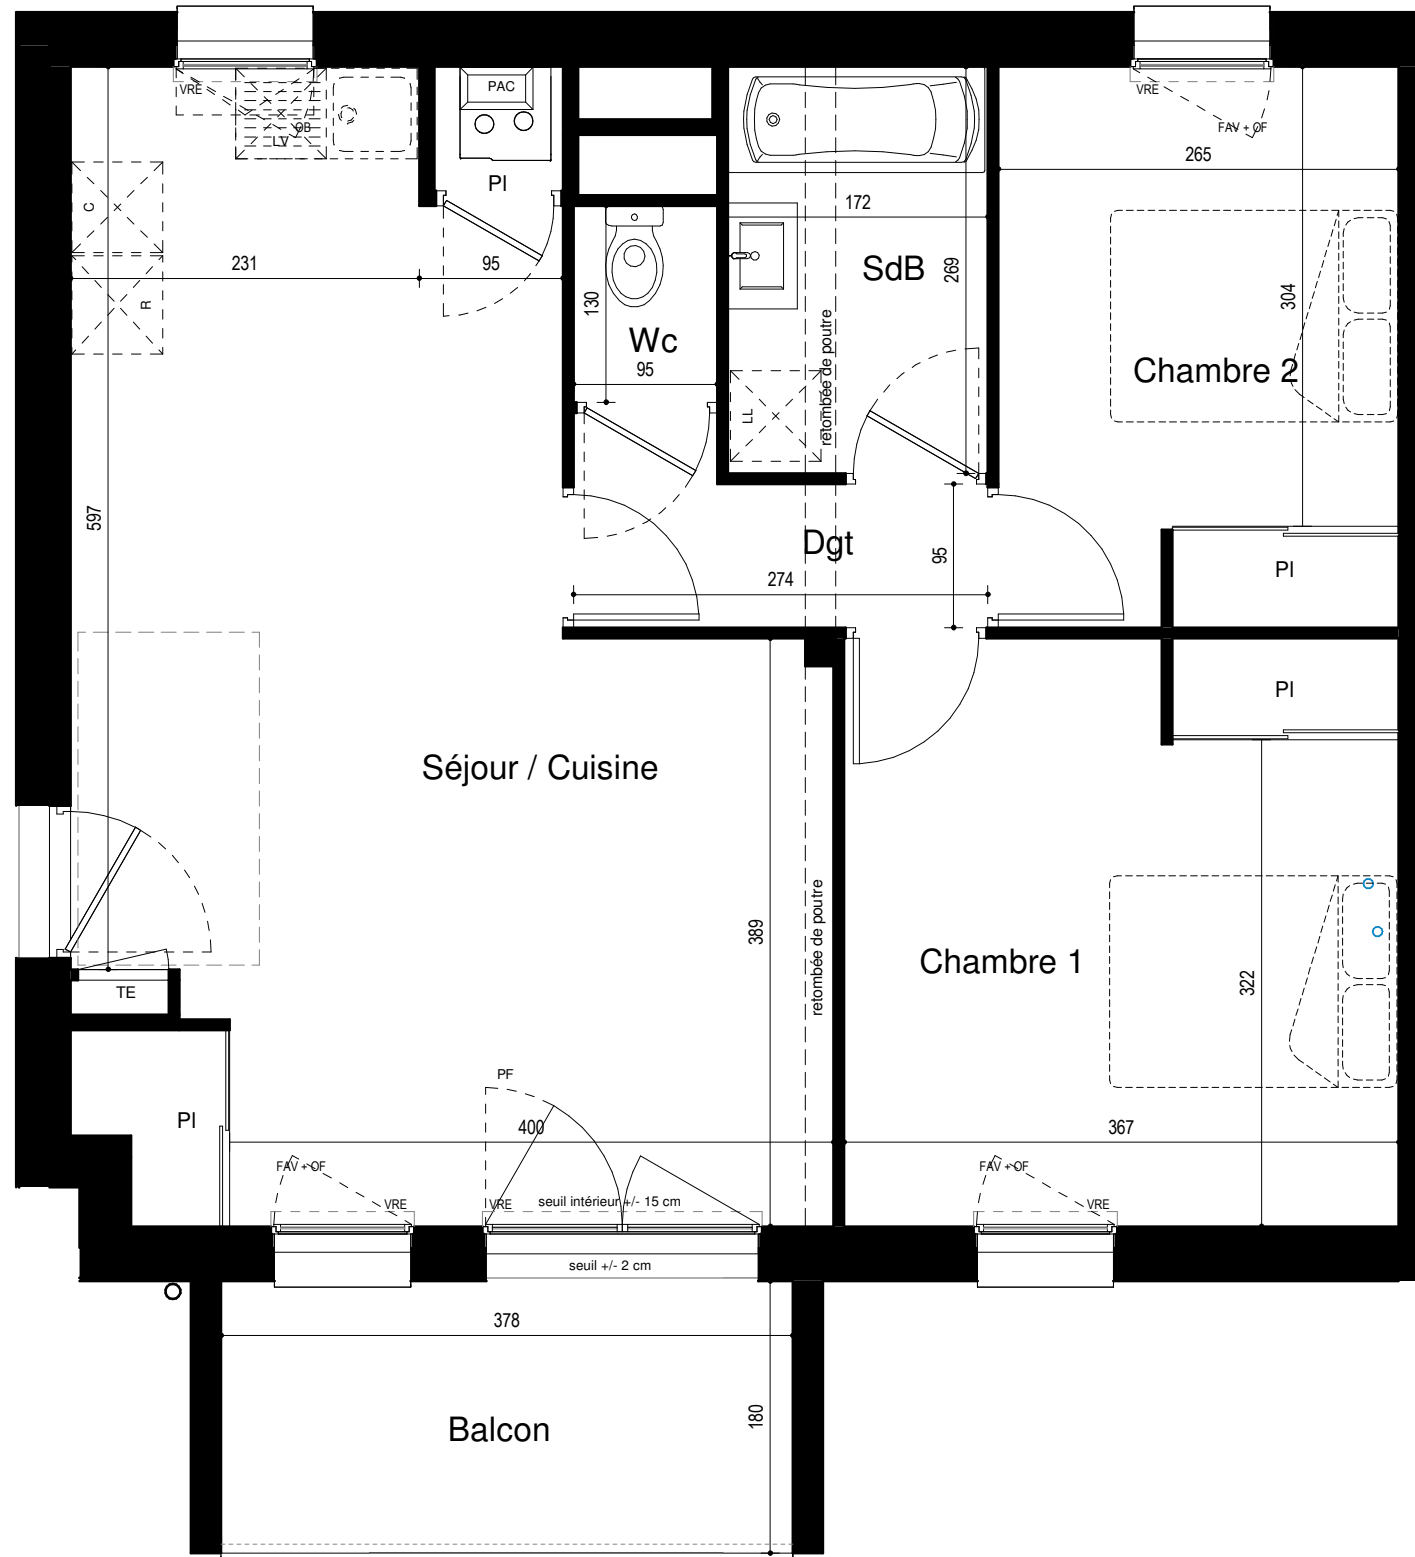 VRE
OB
LV
PAC
PI
VRE
FAV + OF
265
C
231
95
R
172
SdB
269
130
Wc
95
retombée de poutre
LL
304
Chambre 2
597
Dgt
274
95
PI
PI
Séjour / Cuisine
389
retombée de poutre
Chambre 1
322
TE
PI
PF
400
367
FAV + OF
VRE
VRE
seuil intérieur +/- 15 cm
FAV + OF
VRE
seuil +/- 2 cm
378
180
Balcon